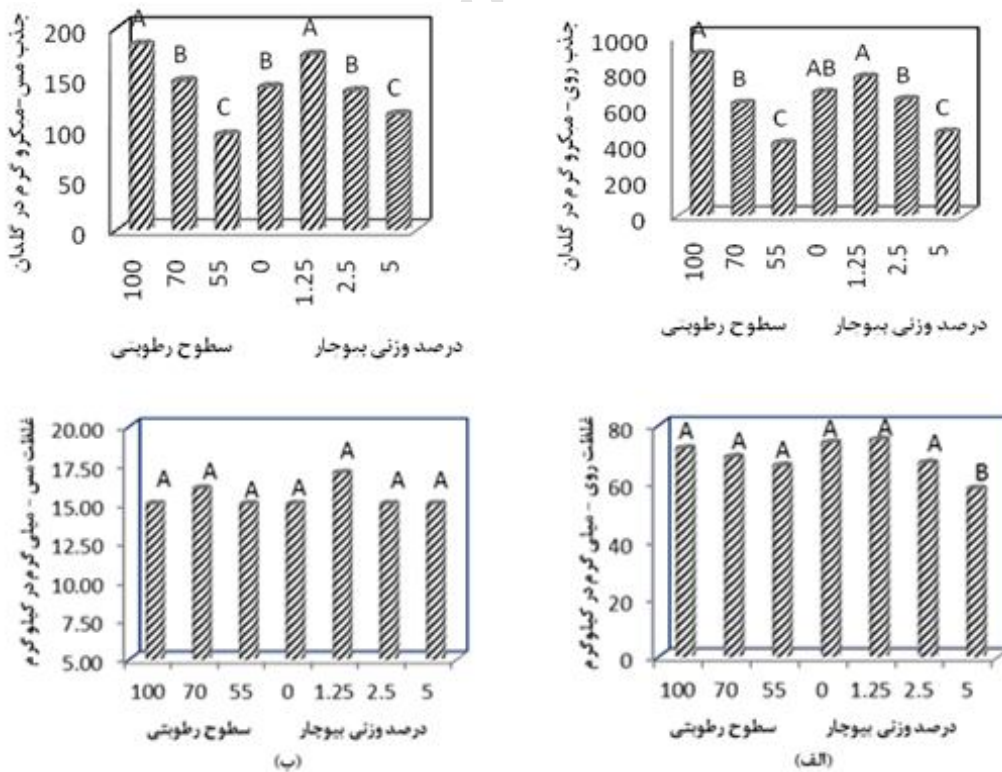 جذب مس-میکرو گرم در گلدان
200
150
100
50
0
A
B
C
B
A
B
C
100
70
55
0
1.25
2.5
5
سطوح رطوبتی
درصد وزنی بیوچار
جذب روی- میکرو گرم در گلدان
1000
800
600
400
200
0
A
B
C
AB
A
B
C
100
70
55
0
1.25
2.5
5
سطوح رطوبتی
درصد وزنی بیوچار
غلظت مس - میلی گرم در کیلو گرم
20.00
17.50
15.00
12.50
10.00
7.50
5.00
A
A
A
A
A
A
A
100 70 55 0 1.25 2.5 5
سطوح رطوبتی
درصد وزنی بیوچار
(ب)
غلظت روی - میلی گرم در کیلوگرم
80
60
40
20
0
A
A
A
A
A
A
B
100 70 55 0 1.25 2.5 5
سطوح رطوبتی
درصد وزنی بیوچار
(الف)